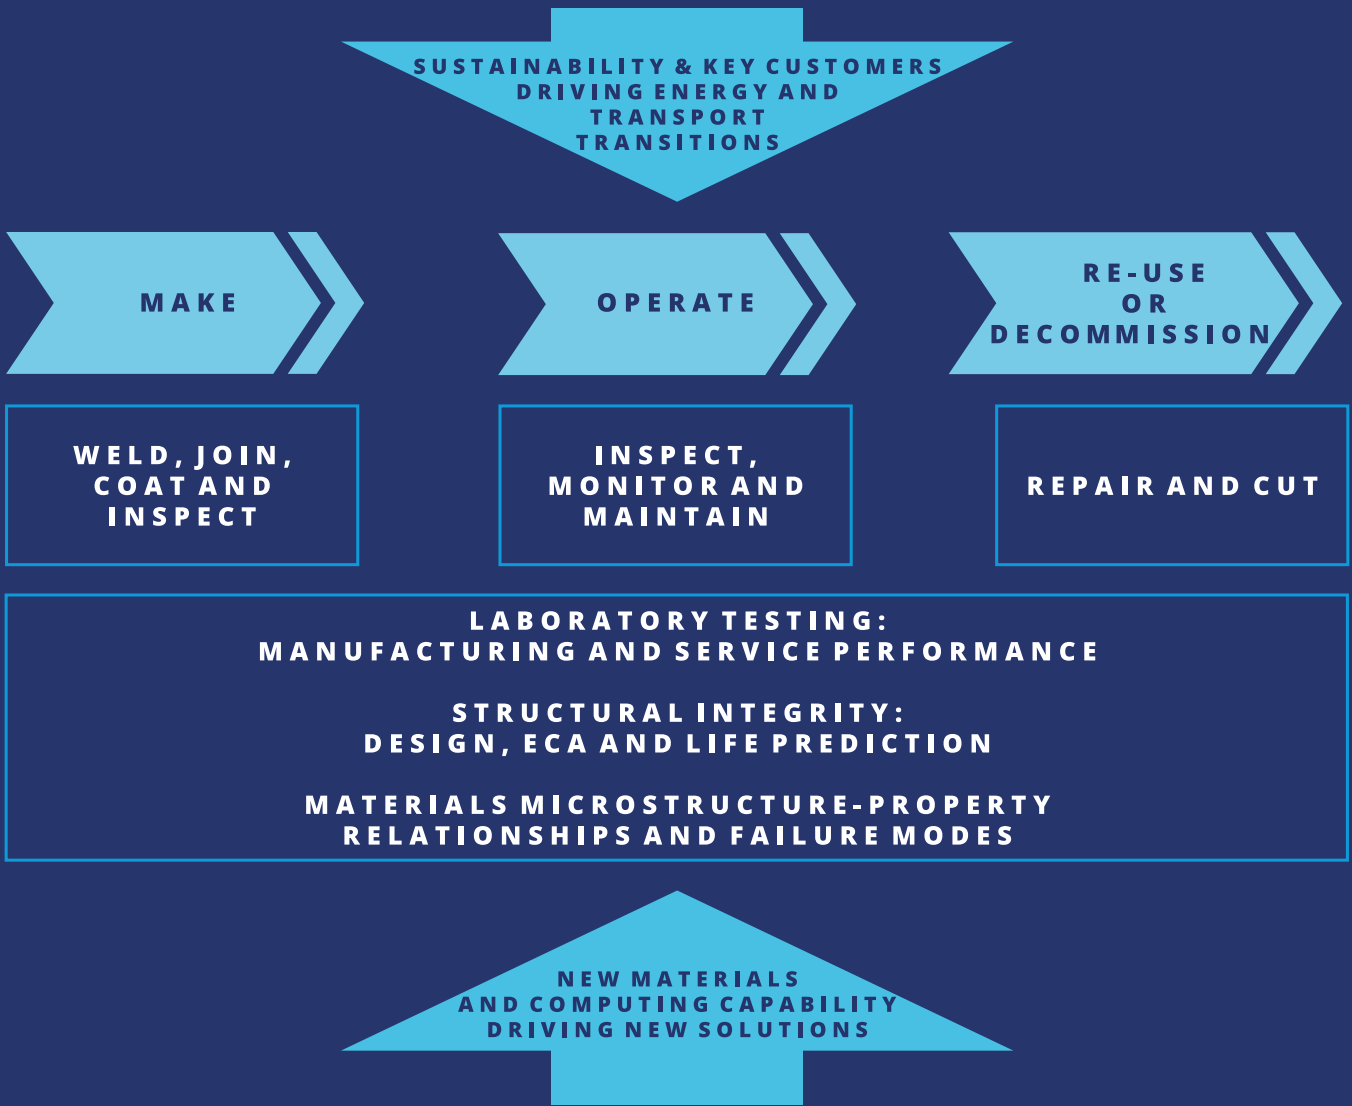 SUSTAINABILITY & KEY CUSTOMERS
DRIVING ENERGY AND
TRANSPORT
TRANSITIONS
MAKE
OPERATE
RE-USE
OR
DECOMMISSION
WELD, JOIN,
COAT AND
INSPECT
INSPECT,
MONITOR AND
MAINTAIN
REPAIR AND CUT
LABORATORY TESTING:
MANUFACTURING AND SERVICE PERFORMANCE
STRUCTURAL INTEGRITY:
DESIGN, ECA AND LIFE PREDICTION
MATERIALS MICROSTRUCTURE-PROPERTY
RELATIONSHIPS AND FAILURE MODES
NEW MATERIALS
AND COMPUTING CAPABILITY
DRIVING NEW SOLUTIONS